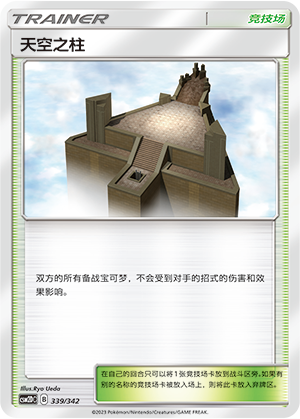 TRAINER
竞技场
天空之柱
双方的所有备战宝可梦，不会受到对手的招式的伤害和效
果影响。
在自己的回合只可以将1张竞技场卡放到战斗区旁。如果有
别的名称的竞技场卡被放入场上，则将此卡放入弃牌区。
Illus.Ryo Ueda
339/342
©2023 Pokémon/Nintendo/Creatures/GAME FREAK.